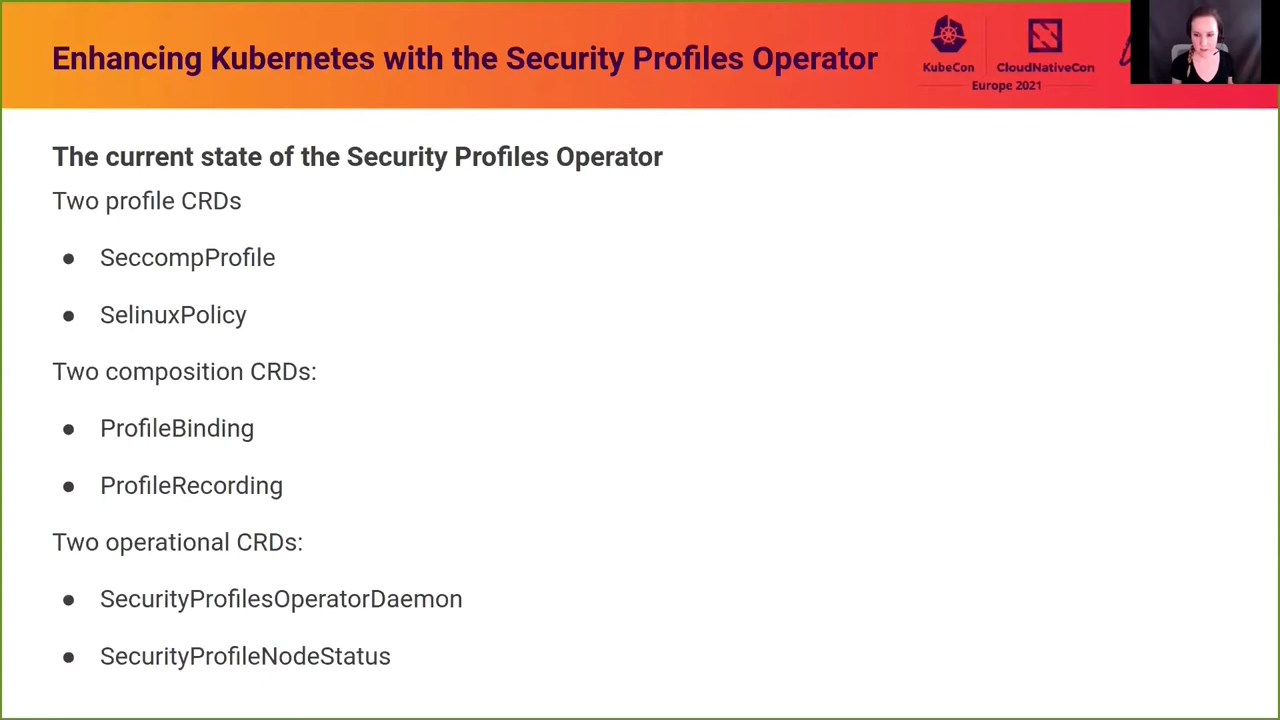 Enhancing Kubernetes with the Security Profiles Operator
KubeCon
CloudNativeCon
Europe 2021
The current state of the Security Profiles Operator
Two profile CRDs
● SeccompProfile
● SelinuxPolicy
Two composition CRDs:
● ProfileBinding
● ProfileRecording
Two operational CRDs:
● SecurityProfilesOperatorDaemon
● SecurityProfileNodeStatus